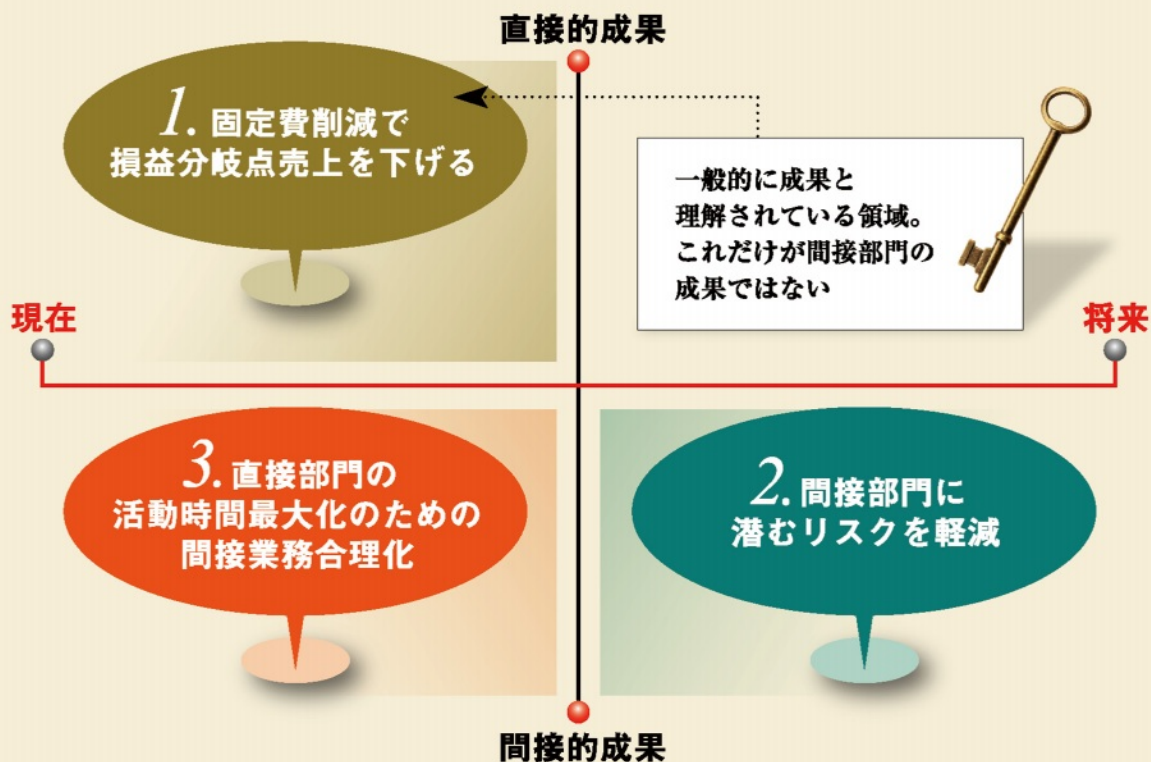 直接的成果
1. 固定費削減で
損益分岐点売上を下げる
一般的に成果と
理解されている領域。
これだけが間接部門の
成果ではない
現在
将来
3. 直接部門の
活動時間最大化のための
間接業務合理化
2. 間接部門に
潜むリスクを軽減
間接的成果